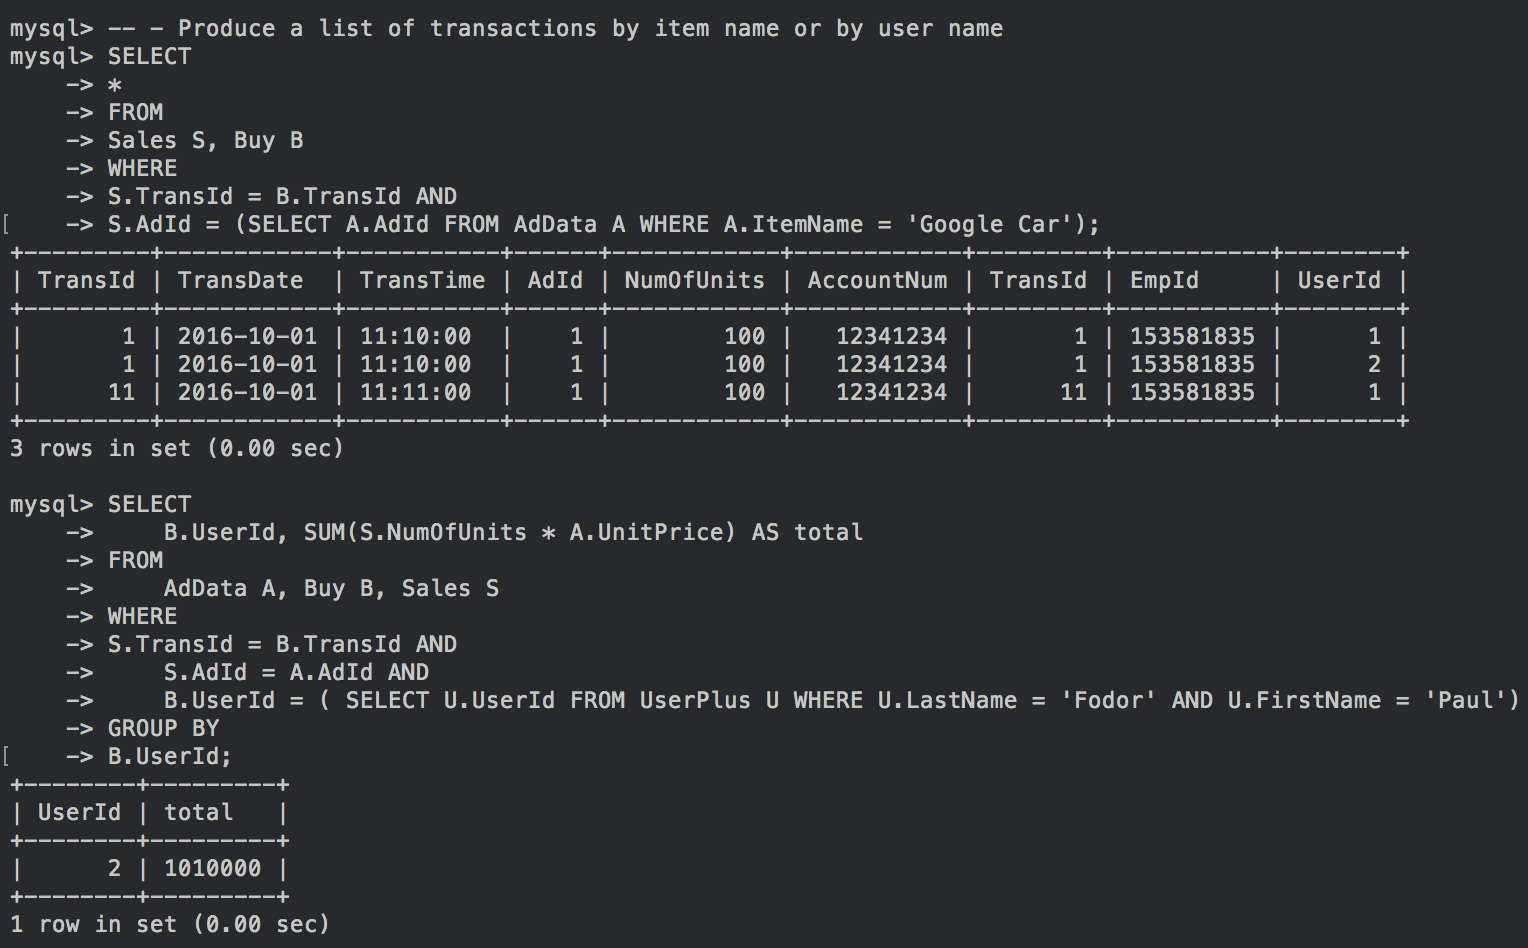 mysql> -- - Produce a list of transactions by item name or by user name
mysql> SELECT
    -> *
    -> FROM
    -> Sales S, Buy B
    -> WHERE
    -> S.TransId = B.TransId AND
[    -> S.AdId = (SELECT A.AdId FROM AdData A WHERE A.ItemName = 'Google Car');
+---------+------------+-----------+------+------------+------------+---------+-----------+--------+
| TransId | TransDate  | TransTime | AdId | NumOfUnits | AccountNum | TransId | EmpId     | UserId |
+---------+------------+-----------+------+------------+------------+---------+-----------+--------+
|       1 | 2016-10-01 | 11:10:00  |    1 |        100 |   12341234 |       1 | 153581835 |      1 |
|       1 | 2016-10-01 | 11:10:00  |    1 |        100 |   12341234 |       1 | 153581835 |      2 |
|      11 | 2016-10-01 | 11:11:00  |    1 |        100 |   12341234 |      11 | 153581835 |      1 |
+---------+------------+-----------+------+------------+------------+---------+-----------+--------+
3 rows in set (0.00 sec)

mysql> SELECT
    ->     B.UserId, SUM(S.NumOfUnits * A.UnitPrice) AS total
    -> FROM
    ->     AdData A, Buy B, Sales S
    -> WHERE
    -> S.TransId = B.TransId AND
    ->     S.AdId = A.AdId AND
    ->     B.UserId = ( SELECT U.UserId FROM UserPlus U WHERE U.LastName = 'Fodor' AND U.FirstName = 'Paul')
    -> GROUP BY
[    -> B.UserId;
+--------+---------+
| UserId | total   |
+--------+---------+
|      2 | 1010000 |
+--------+---------+
1 row in set (0.00 sec)